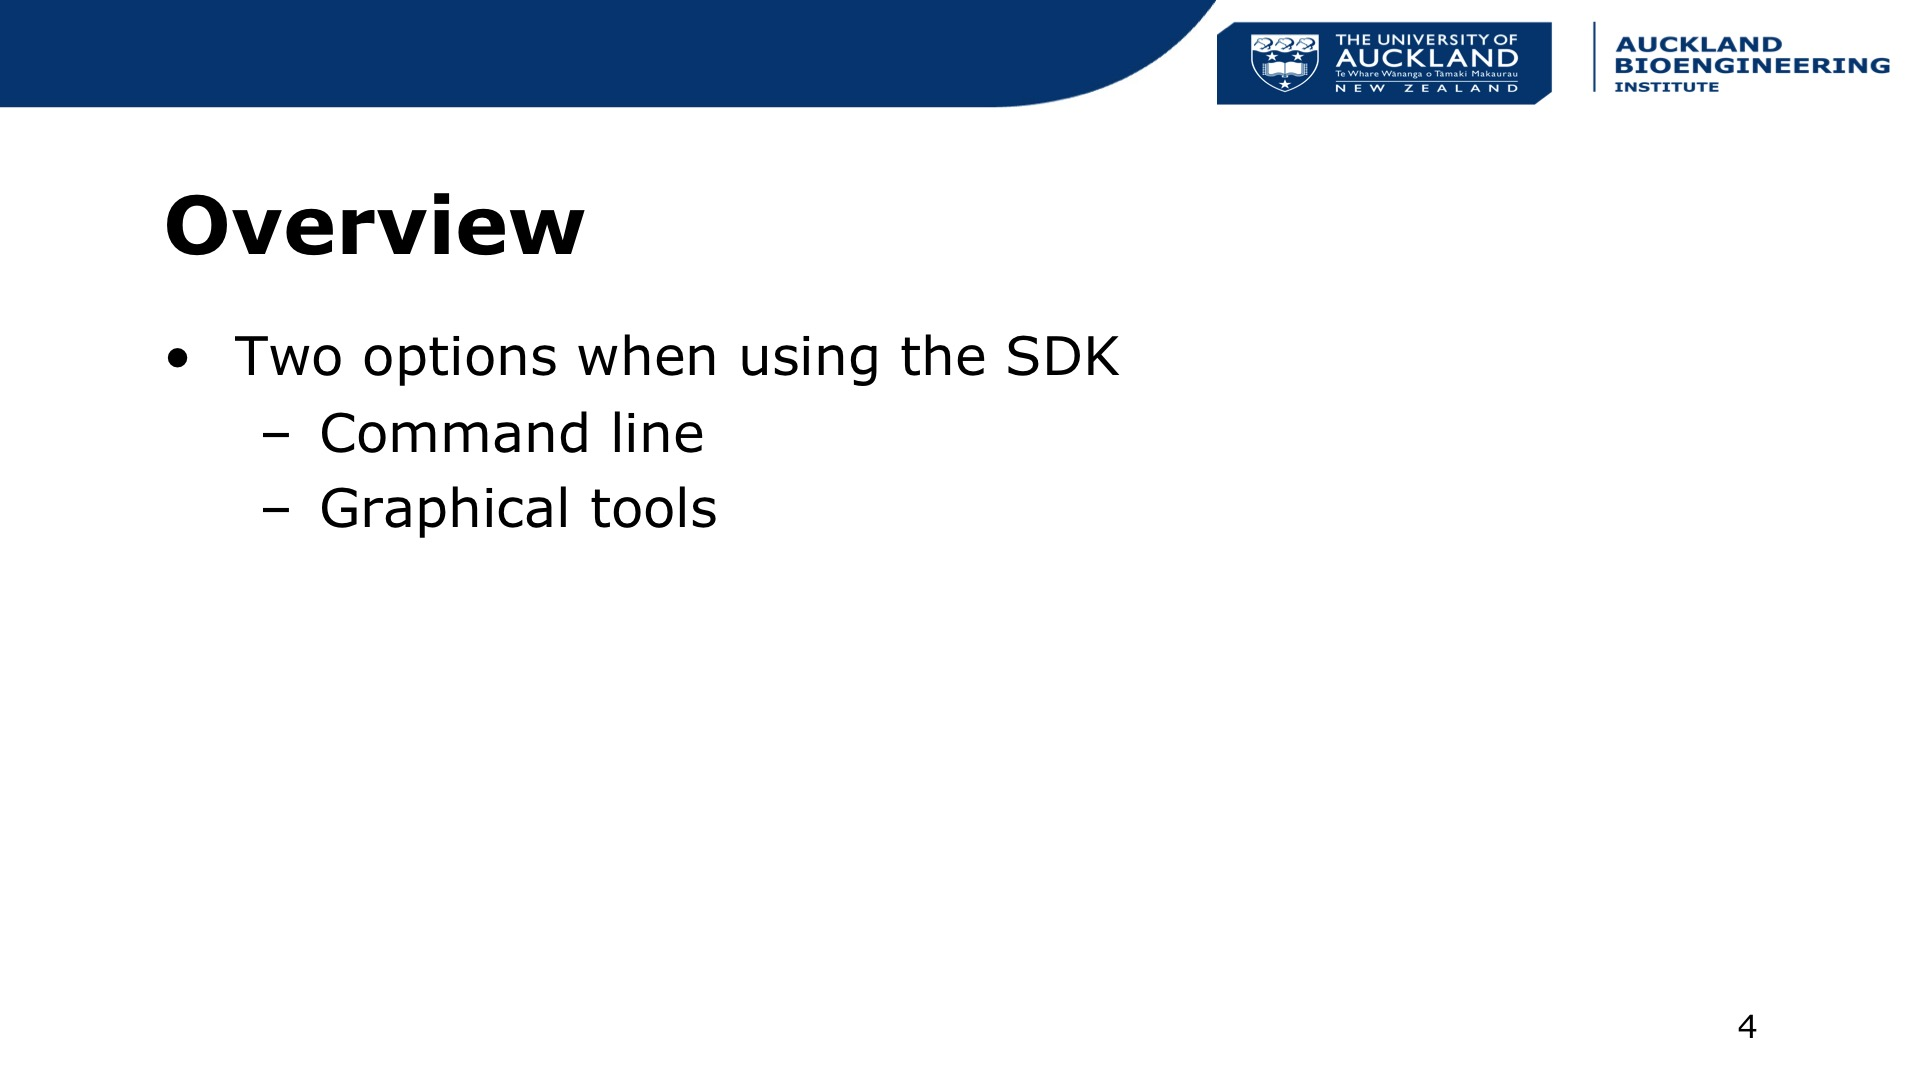 THE UNIVERSITY OF
AUCKLAND
Te Whare Wānanga o Tāmaki Makaurau
NEW ZEALAND
AUCKLAND
BIOENGINEERING
INSTITUTE
Overview
• Two options when using the SDK
– Command line
– Graphical tools
4